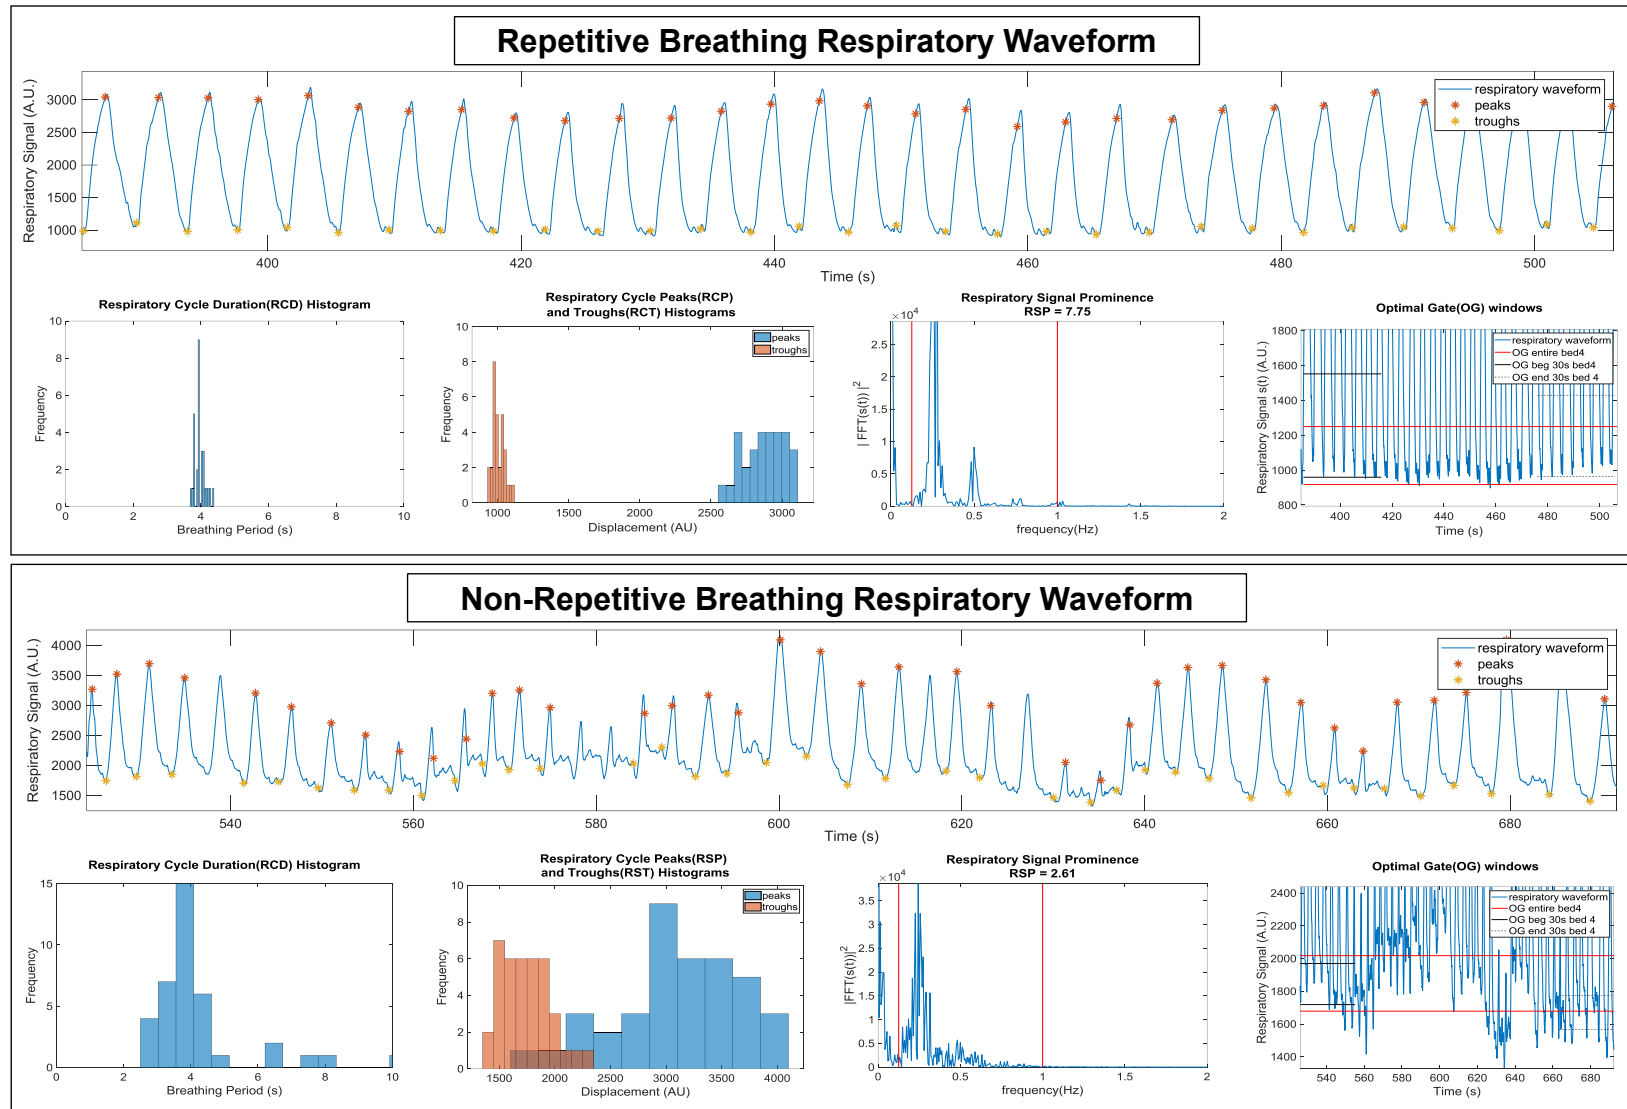 Repetitive Breathing Respiratory Waveform
Respiratory Signal (A.U.)
3000
2500
2000
1500
1000
respiratory waveform
peaks
troughs
400
420
440
460
480
500
Time (s)
Respiratory Cycle Duration(RCD) Histogram
Frequency
10
8
6
4
2
0
0
2
4
6
8
10
Breathing Period (s)
Respiratory Cycle Peaks(RCP)
and Troughs(RCT) Histograms
Frequency
10
8
6
4
2
0
peaks
troughs
1000
1500
2000
2500
3000
Displacement (AU)
Respiratory Signal Prominence
RSP = 7.75
×10⁴
| FFT(s(t)) |²
2.5
2
1.5
1
0.5
0
0
0.5
1
1.5
2
frequency(Hz)
Optimal Gate(OG) windows
Respiratory Signal s(t) (A.U.)
1800
1600
1400
1200
1000
800
respiratory waveform
OG entire bed4
OG beg 30s bed4
OG end 30s bed 4
400
420
440
460
480
500
Time (s)
Non-Repetitive Breathing Respiratory Waveform
Respiratory Signal (A.U.)
4000
3500
3000
2500
2000
1500
respiratory waveform
peaks
troughs
540
560
580
600
620
640
660
680
Time (s)
Respiratory Cycle Duration(RCD) Histogram
Frequency
15
10
5
0
0
2
4
6
8
10
Breathing Period (s)
Respiratory Cycle Peaks(RSP)
and Troughs(RST) Histograms
Frequency
10
8
6
4
2
0
peaks
troughs
1500
2000
2500
3000
3500
4000
Displacement (AU)
Respiratory Signal Prominence
RSP = 2.61
×10⁴
|FFT(s(t))|²
3.5
3
2.5
2
1.5
1
0.5
0
0
0.5
1
1.5
2
frequency(Hz)
Optimal Gate(OG) windows
Respiratory Signal (A.U.)
2400
2200
2000
1800
1600
1400
respiratory waveform
OG entire bed4
OG beg 30s bed 4
OG end 30s bed 4
540
560
580
600
620
640
660
680
Time (s)